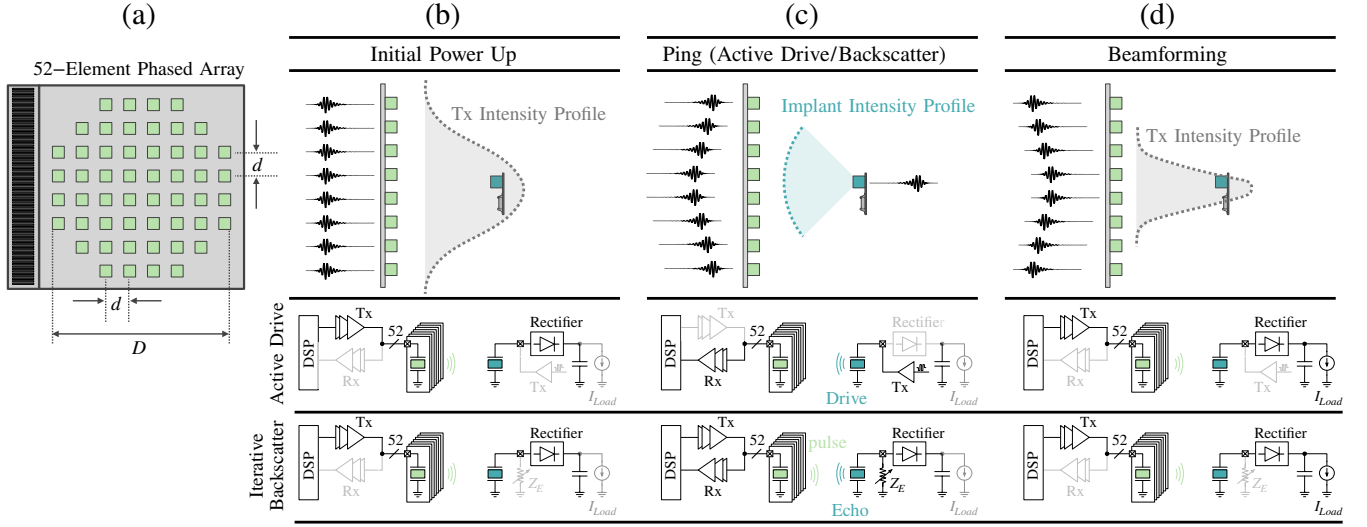 (a)
(b)
(c)
(d)
52−Element Phased Array
Initial Power Up
Ping (Active Drive/Backscatter)
Beamforming
Tx Intensity Profile
Implant Intensity Profile
Tx Intensity Profile
d
d
D
Active Drive
DSP
Tx
Rx
52
Rectifier
Tx
I_Load
DSP
Tx
Rx
52
Drive
Rectifier
Tx
I_Load
DSP
Tx
Rx
52
Rectifier
Tx
I_Load
Iterative
Backscatter
DSP
Tx
Rx
52
Rectifier
Z_E
I_Load
DSP
Tx
Rx
52
pulse
Echo
Rectifier
Z_E
I_Load
DSP
Tx
Rx
52
Rectifier
Z_E
I_Load